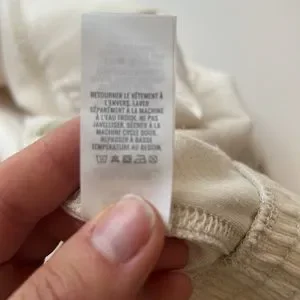 RETOURNER LE VÊTEMENT À
L'ENVERS. LAVER
SÉPARÉMENT À LA MACHINE
À L'EAU FROIDE. NE PAS
JAVELLISER. SÉCHER À LA
MACHINE CYCLE DOUX.
REPASSER À BASSE
TEMPÉRATURE AU BESOIN.